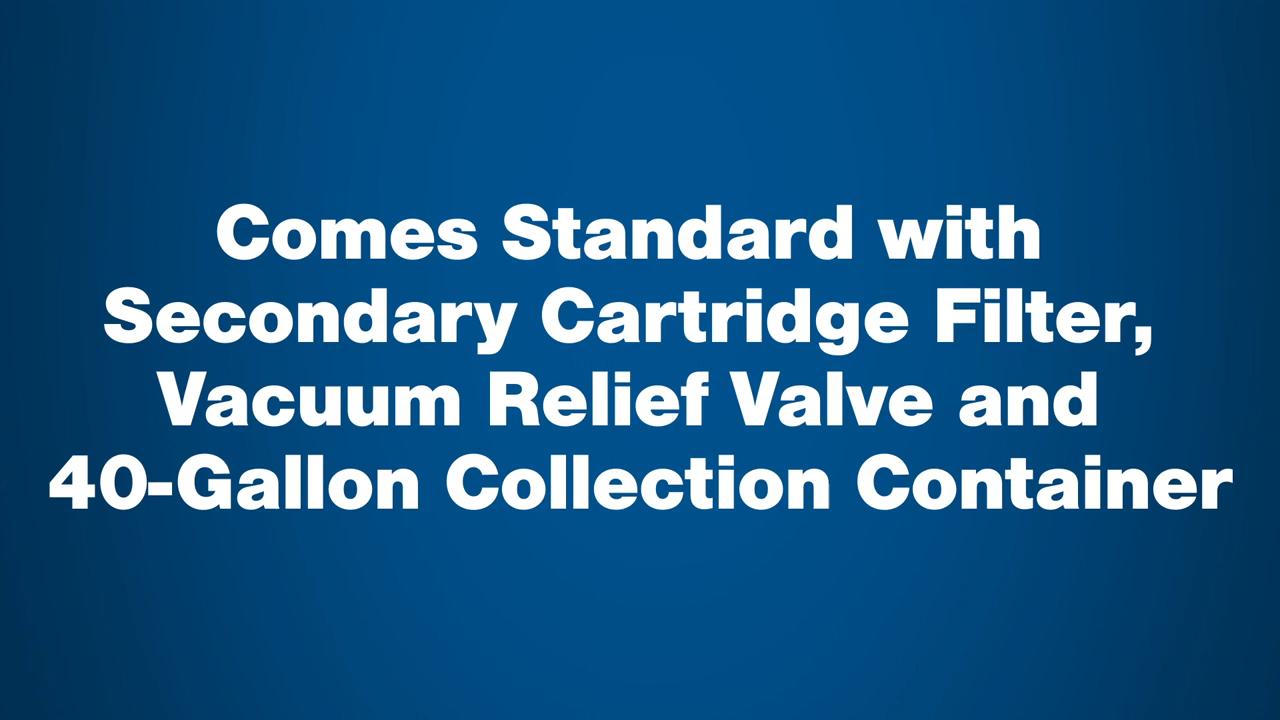 Comes Standard with
Secondary Cartridge Filter,
Vacuum Relief Valve and
40-Gallon Collection Container